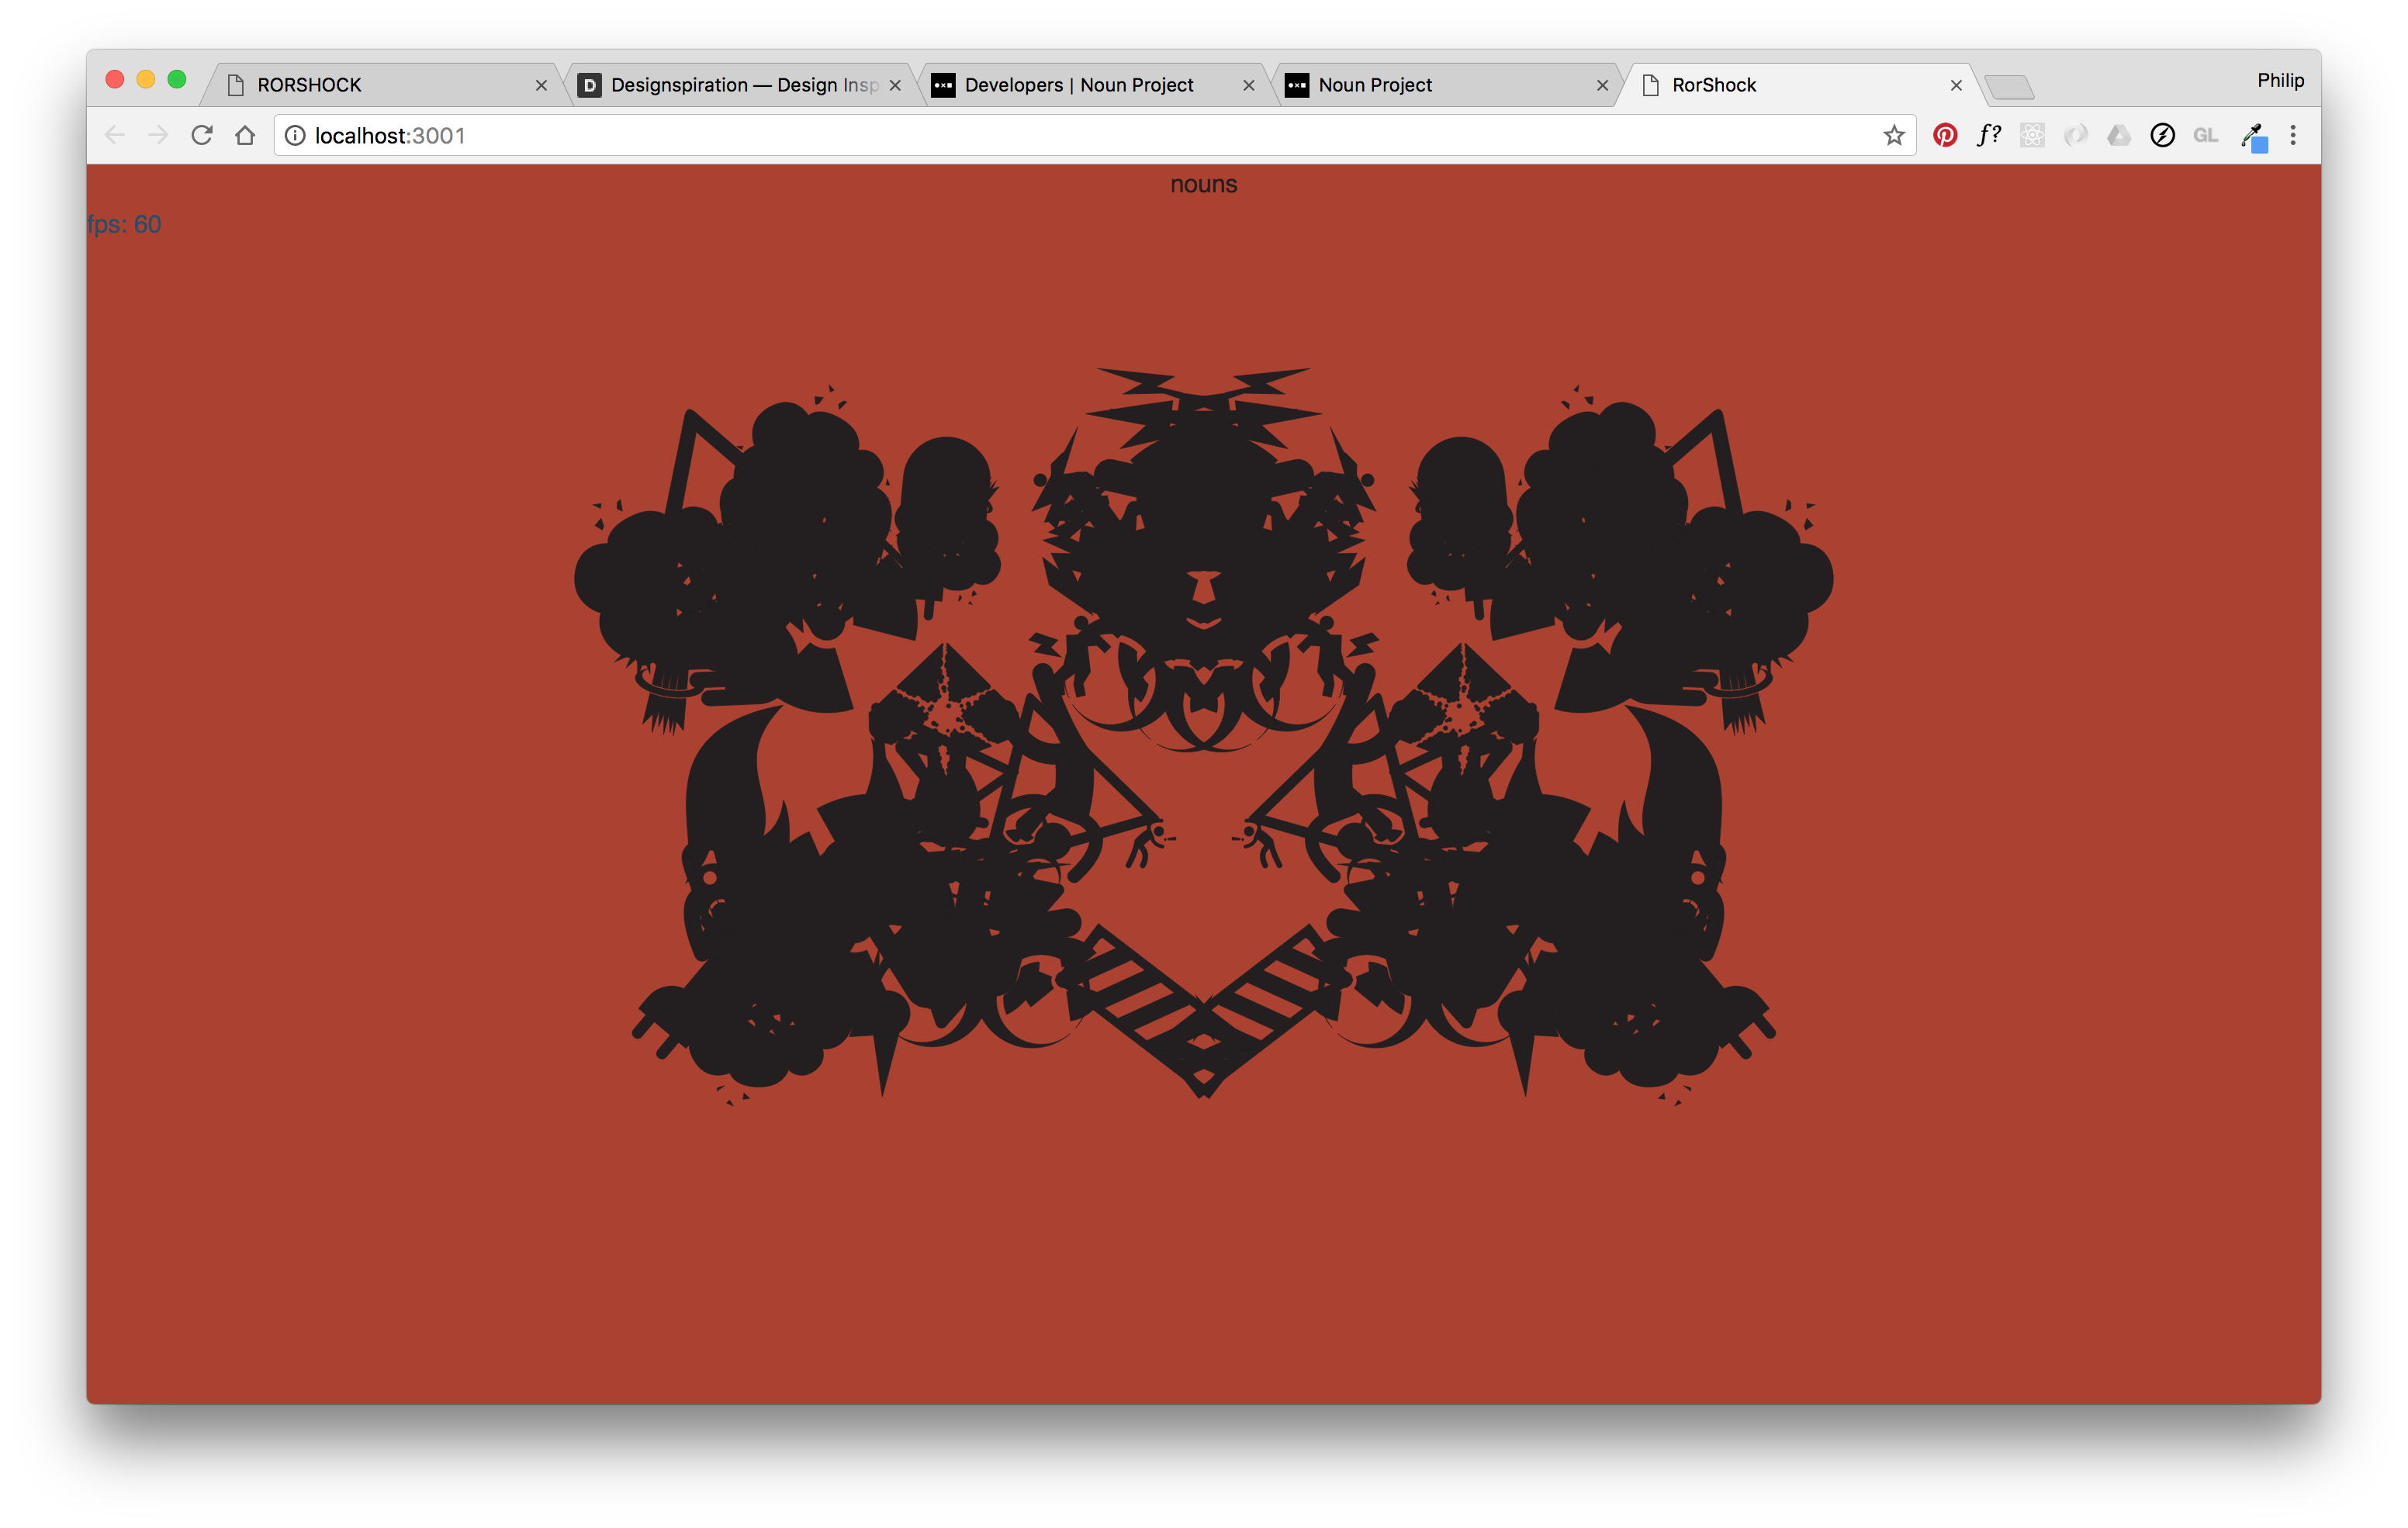 RORSHOCK
Designspiration — Design Insp
Developers | Noun Project
Noun Project
RorShock
Philip
localhost:3001
f?
GL
nouns
fps: 60